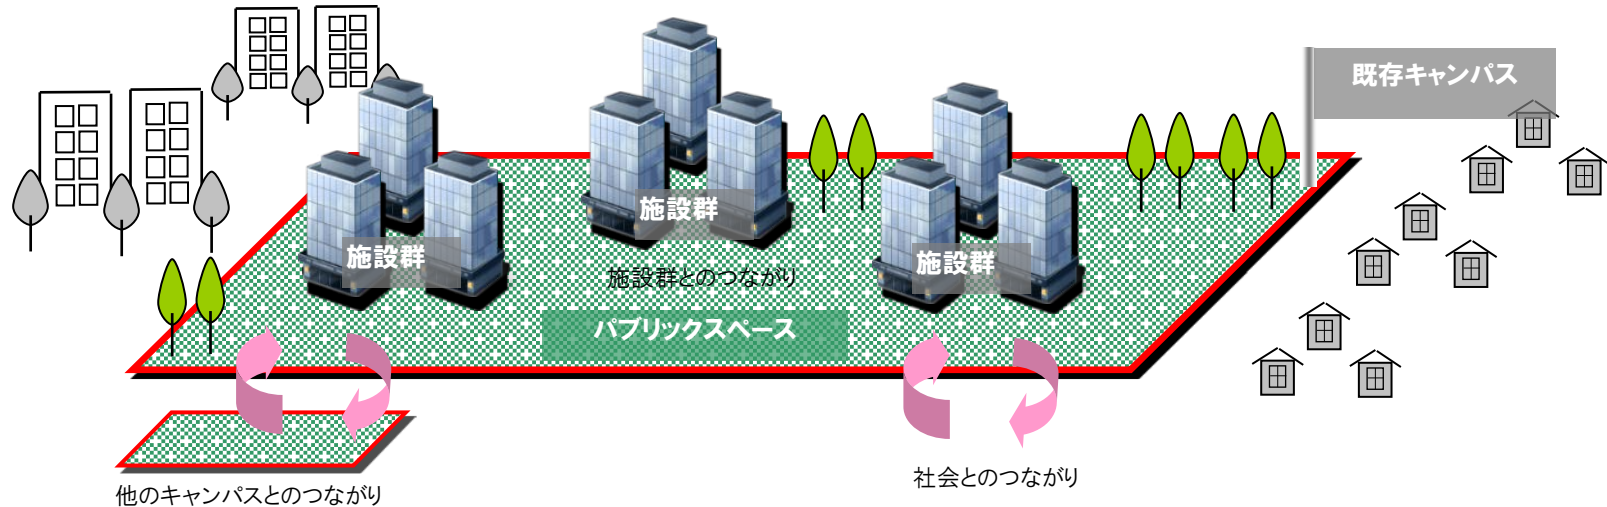 既存キャンパス
施設群
施設群
施設群
施設群とのつながり
パブリックスペース
社会とのつながり
他のキャンパスとのつながり